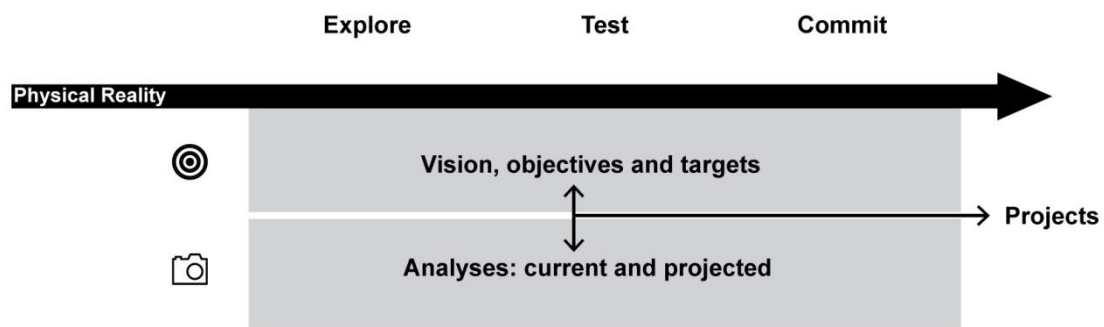 Explore Test Commit
Physical Reality
Vision, objectives and targets
Projects
Analyses: current and projected